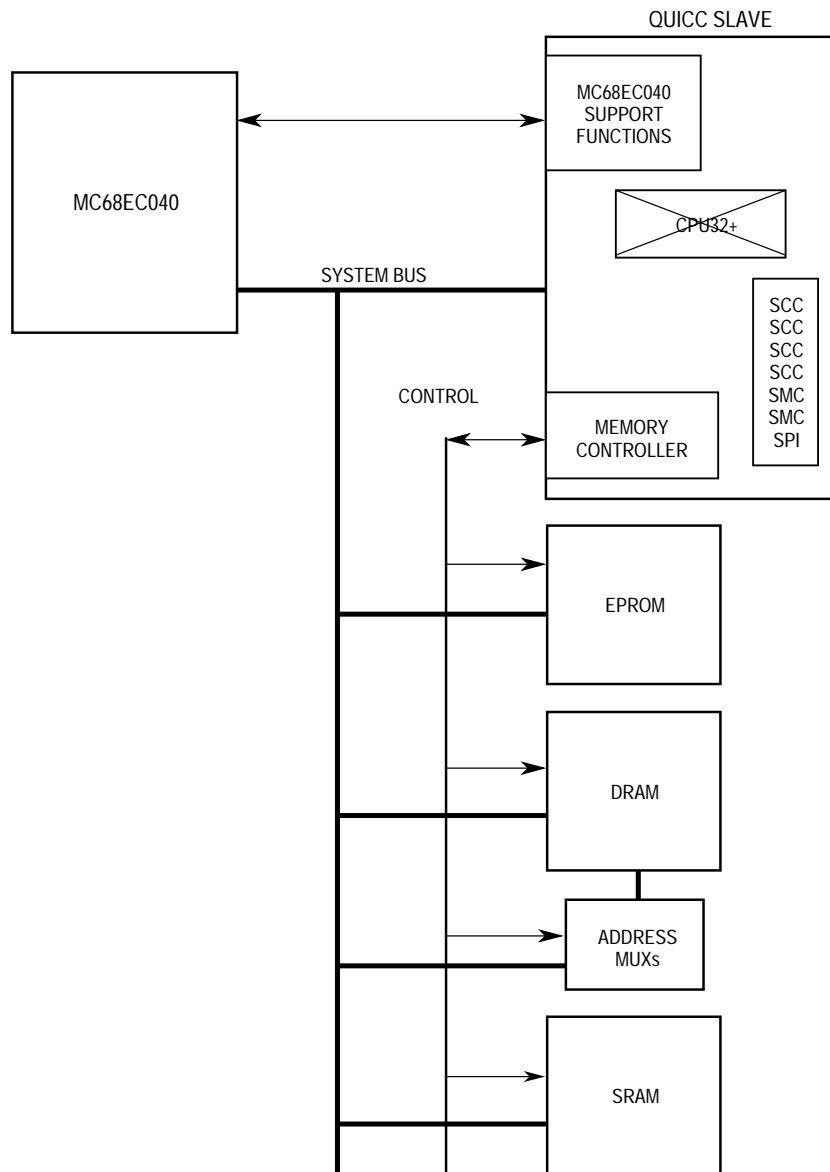 QUICC SLAVE
MC68EC040
SUPPORT
FUNCTIONS
MC68EC040
CPU32+
SYSTEM BUS
SCC
SCC
SCC
SCC
SMC
SMC
SPI
CONTROL
MEMORY
CONTROLLER
EPROM
DRAM
ADDRESS
MUXs
SRAM